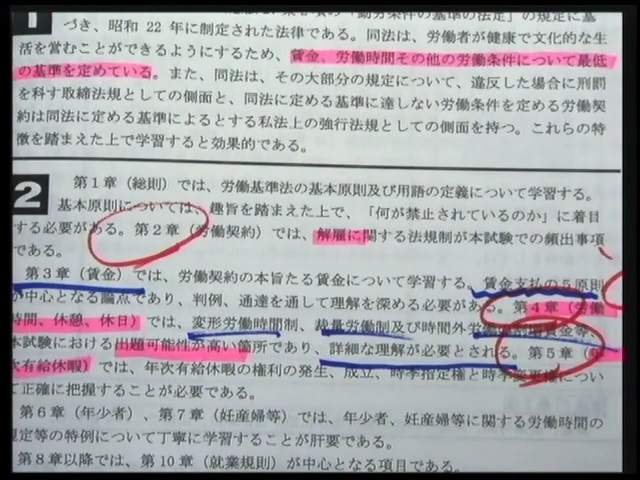 1
の規定に基
づき、昭和 22 年に制定された法律である。同法は、労働者が健康で文化的な生
活を営むことができるようにするため、賃金、労働時間その他の労働条件について最低
の基準を定めている。また、同法は、その大部分の規定について、違反した場合に刑罰
を科す取締法規としての側面と、同法に定める基準に達しない労働条件を定める労働契
約は同法に定める基準によるとする私法上の強行法規としての側面を持つ。これらの特
徴を踏まえた上で学習すると効果的である。
2
第１章（総則）では、労働基準法の基本原則及び用語の定義について学習する。
基本原則については、趣旨を踏まえた上で、「何が禁止されているのか」に着目
する必要がある。第２章（労働契約）では、解雇に関する法規制が本試験での頻出事項
である。
第３章（賃金）では、労働契約の本旨たる賃金について学習する。賃金支払の５原則
が中心となる論点であり、判例、通達を通して理解を深める必要がある。第４章（労働
時間、休憩、休日）では、変形労働時間制、裁量労働制及び時間外労働
賃金等、
本試験における出題可能性が高い箇所であり、詳細な理解が必要とされる。第５章（
次有給休暇）では、年次有給休暇の権利の発生、成立、時季指定権と時季変更権につい
て正確に把握することが必要である。
第６章（年少者）、第７章（妊産婦等）では、年少者、妊産婦等に関する労働時間の
規定等の特例について丁寧に学習することが肝要である。
第８章以降では、第 10 章（就業規則）が中心となる項目である。